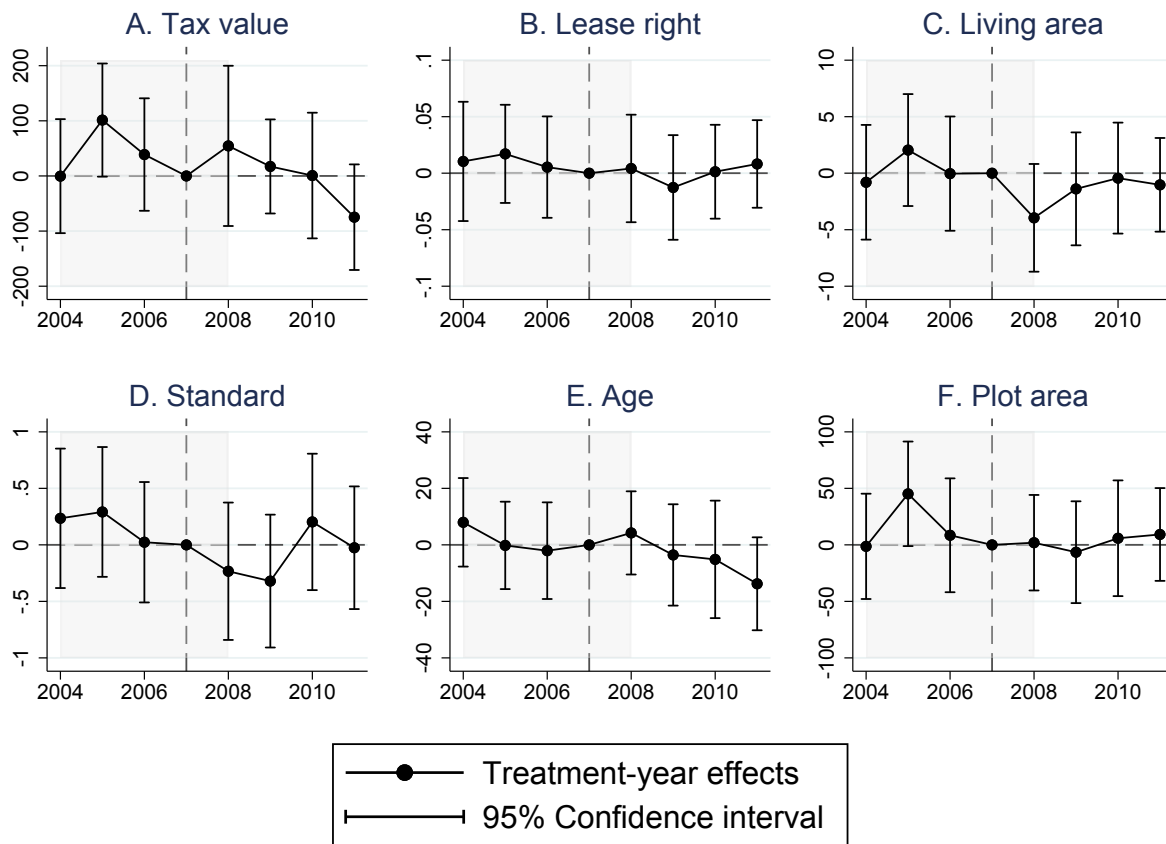 A. Tax value
B. Lease right
C. Living area
200
100
0
-100
-200
2004 2006 2008 2010
.1
.05
0
-.05
-.1
2004 2006 2008 2010
10
5
0
-5
-10
2004 2006 2008 2010
D. Standard
E. Age
F. Plot area
1
.5
0
-.5
-1
2004 2006 2008 2010
40
20
0
-20
-40
2004 2006 2008 2010
100
50
0
-50
-100
2004 2006 2008 2010
Treatment-year effects
95% Confidence interval